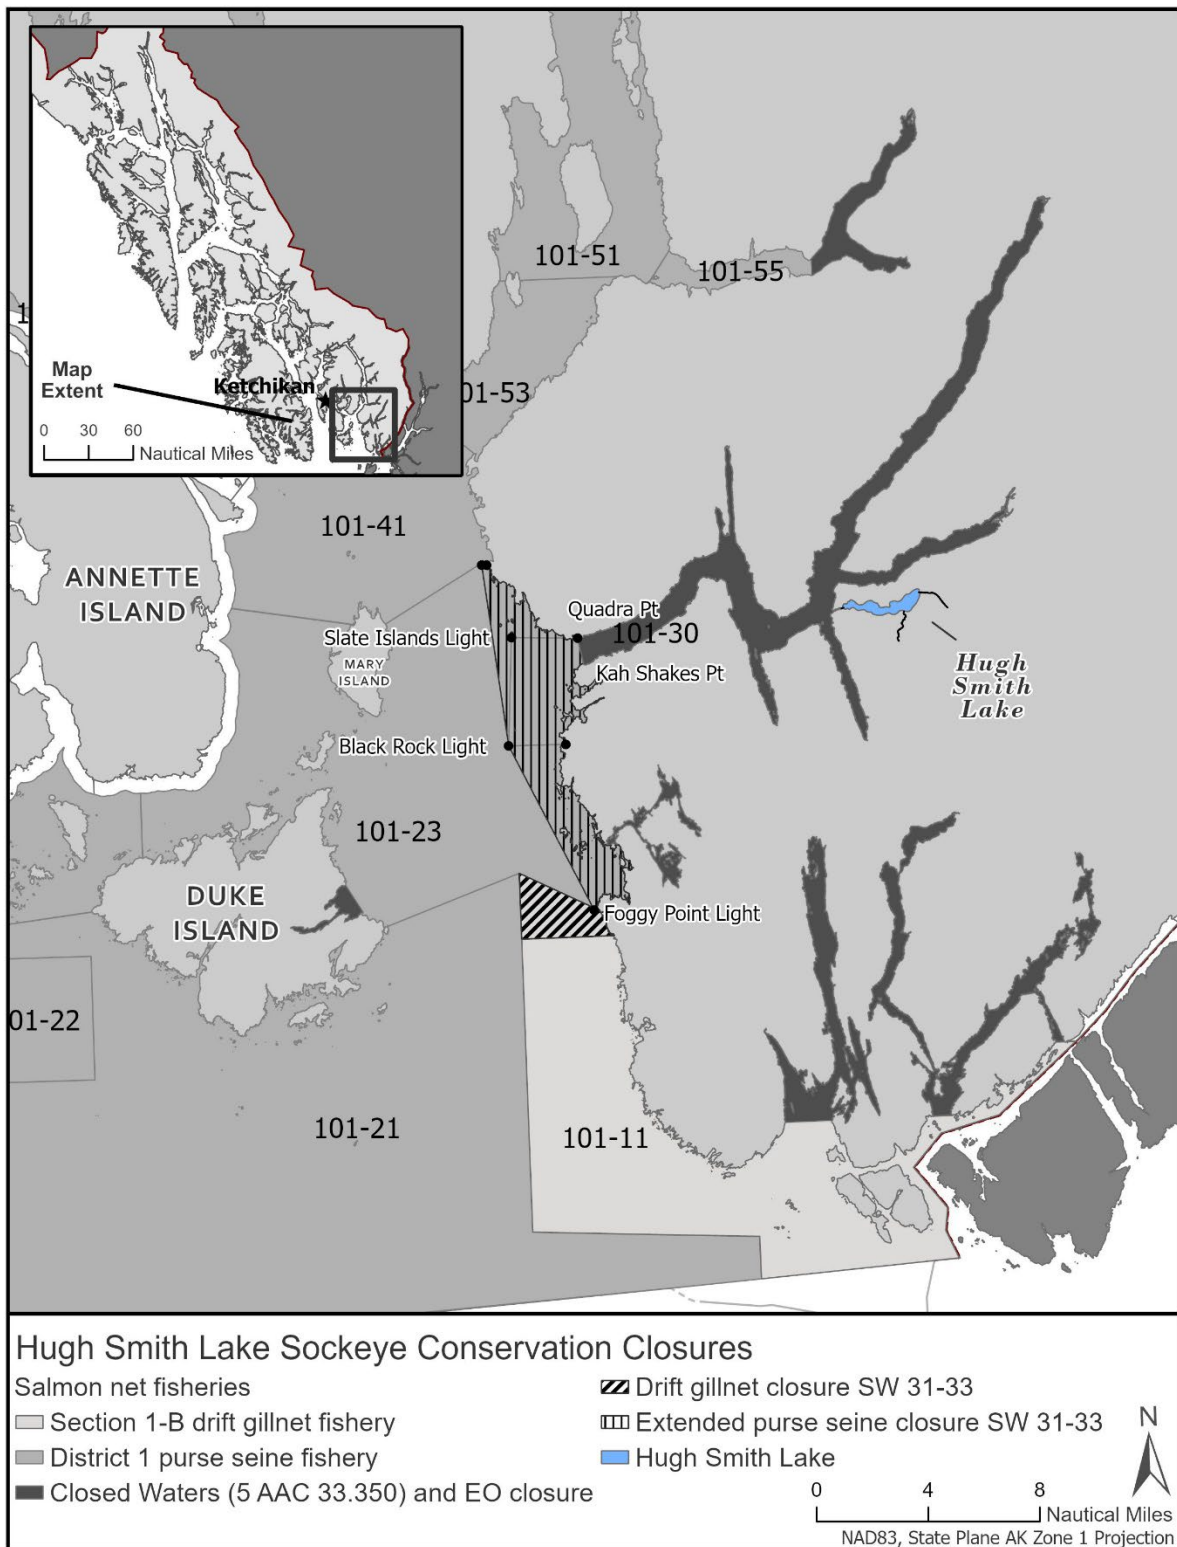 101-51
101-55
Map
Extent
Ketchikan
01-53
0 30 60
Nautical Miles
101-41
ANNETTE
ISLAND
Slate Islands Light
MARY
ISLAND
Quadra Pt
101-30
Kah Shakes Pt
Hugh
Smith
Lake
Black Rock Light
101-23
DUKE
ISLAND
Foggy Point Light
01-22
101-21
101-11
Hugh Smith Lake Sockeye Conservation Closures
Salmon net fisheries
Section 1-B drift gillnet fishery
District 1 purse seine fishery
Closed Waters (5 AAC 33.350) and EO closure
Drift gillnet closure SW 31-33
Extended purse seine closure SW 31-33
Hugh Smith Lake
N
0 4 8
Nautical Miles
NAD83, State Plane AK Zone 1 Projection